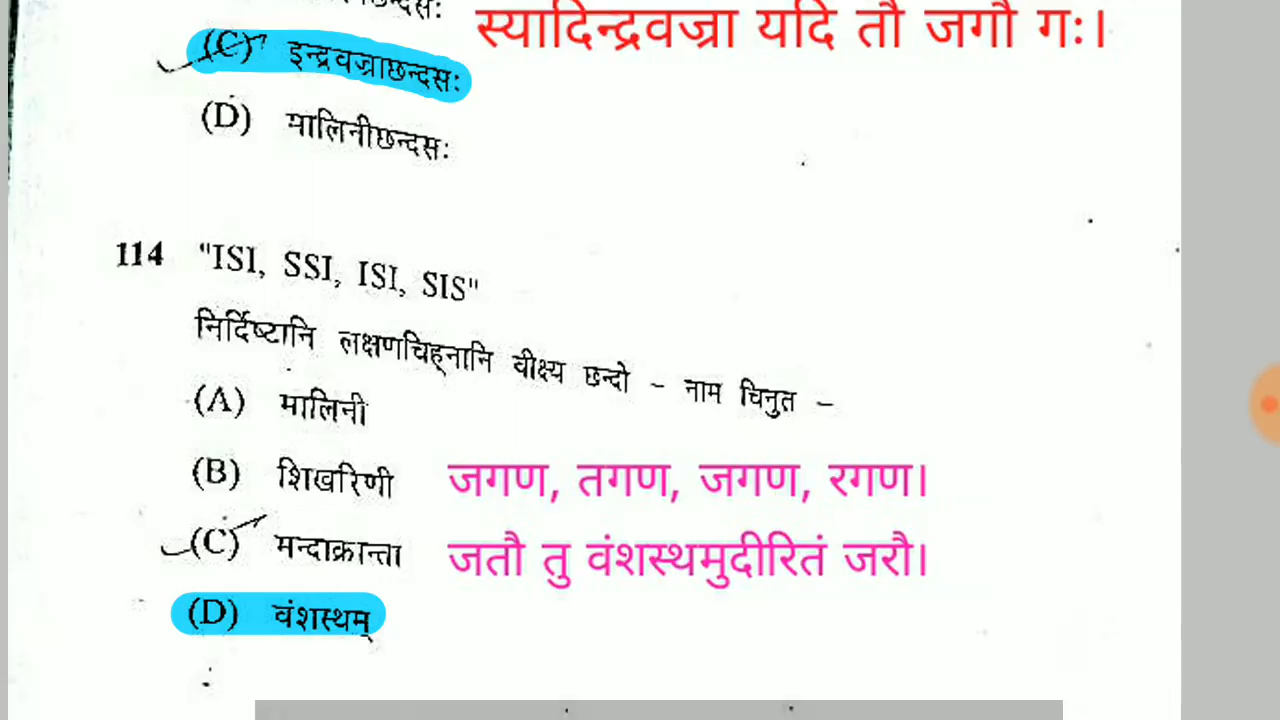 स्यादिन्द्रवज्रा यदि तौ जगौ गः।
(C) इन्द्रवज्राछन्दसः
(D) मालिनीछन्दसः
114 "ISI, SSI, ISI, SIS"
निर्दिष्टानि लक्षणचिह्नानि वीक्ष्य छन्दो - नाम चिनुत -
(A) मालिनी
(B) शिखरिणी जगण, तगण, जगण, रगण।
(C) मन्दाक्रान्ता जतौ तु वंशस्थमुदीरितं जरौ।
(D) वंशस्थम्